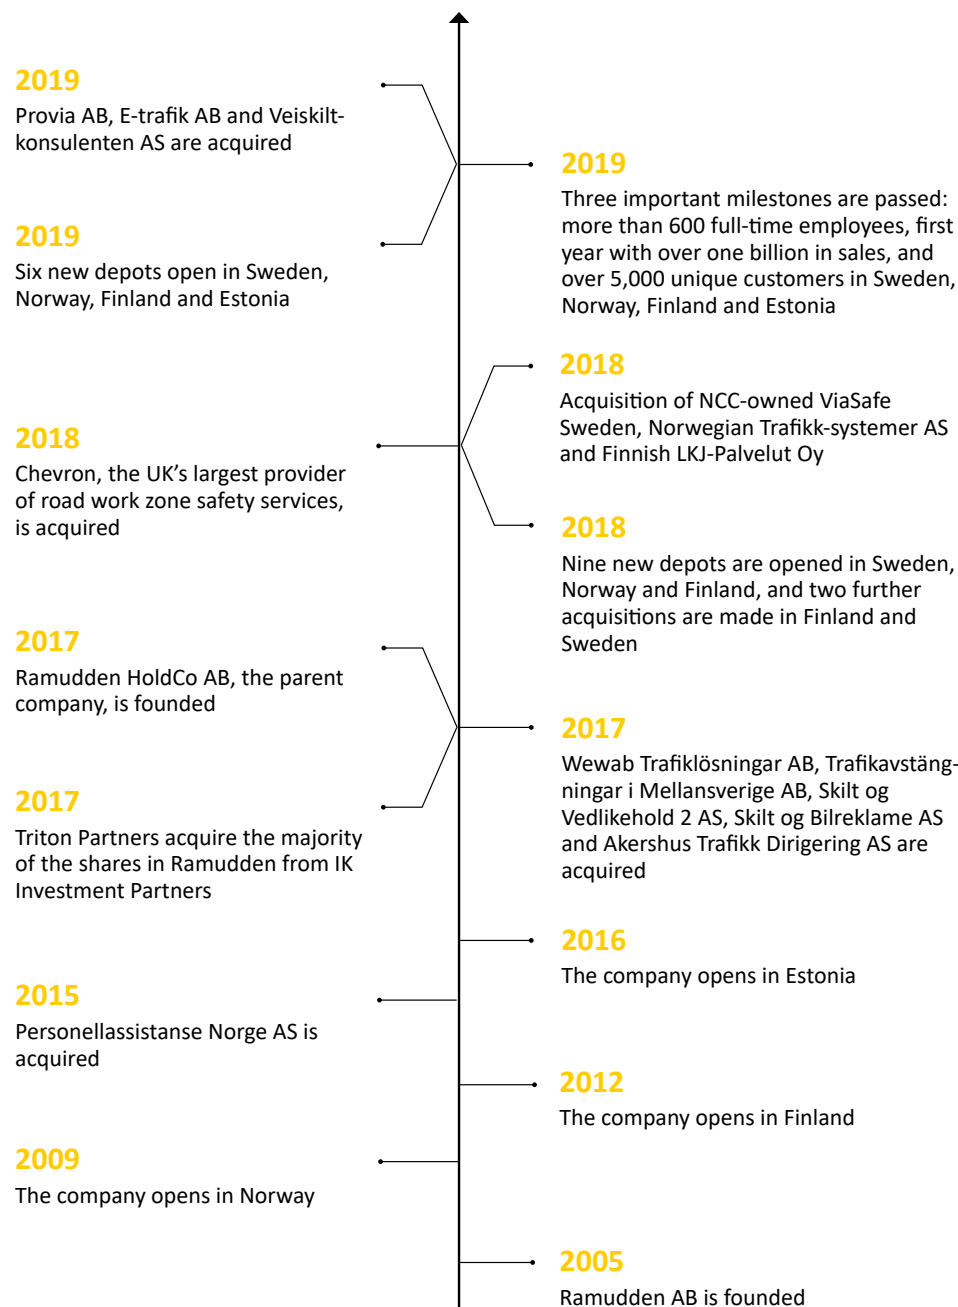 2019
Provia AB, E-trafik AB and Veiskilt-
konsulenten AS are acquired
2019
Three important milestones are passed:
more than 600 full-time employees, first
year with over one billion in sales, and
over 5,000 unique customers in Sweden,
Norway, Finland and Estonia
2019
Six new depots open in Sweden,
Norway, Finland and Estonia
2018
Acquisition of NCC-owned ViaSafe
Sweden, Norwegian Trafikk-systemer AS
and Finnish LKJ-Palvelut Oy
2018
Chevron, the UK’s largest provider
of road work zone safety services,
is acquired
2018
Nine new depots are opened in Sweden,
Norway and Finland, and two further
acquisitions are made in Finland and
Sweden
2017
Ramudden HoldCo AB, the parent
company, is founded
2017
Wewab Trafiklösningar AB, Trafikavstäng-
ningar i Mellansverige AB, Skilt og
Vedlikehold 2 AS, Skilt og Bilreklame AS
and Akershus Trafikk Dirigering AS are
acquired
2017
Triton Partners acquire the majority
of the shares in Ramudden from IK
Investment Partners
2016
The company opens in Estonia
2015
Personellassistanse Norge AS is
acquired
2012
The company opens in Finland
2009
The company opens in Norway
2005
Ramudden AB is founded